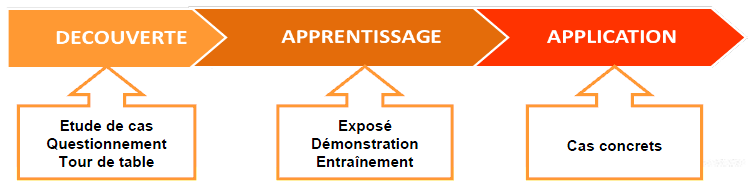 DECOUVERTE
APPRENTISSAGE
APPLICATION
Etude de cas
Questionnement
Tour de table
Exposé
Démonstration
Entraînement
Cas concrets